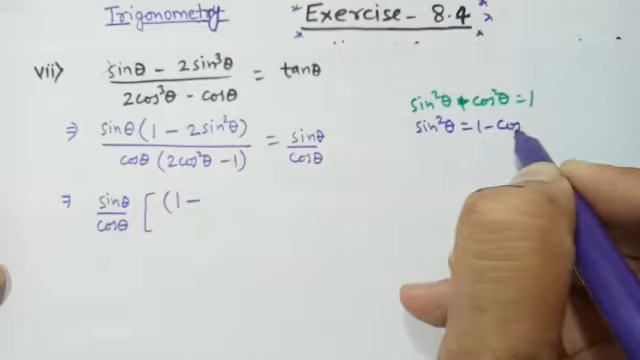 Trigonometry
* Exercise - 8.4 *
vii) sinθ - 2sin³θ / 2cos³θ - cosθ = tanθ
⇒ sinθ(1 - 2sin²θ) / cosθ(2cos²θ - 1) = sinθ / cosθ
⇒ sinθ / cosθ [ (1 -
sin²θ + cos²θ = 1
sin²θ = 1 - cos